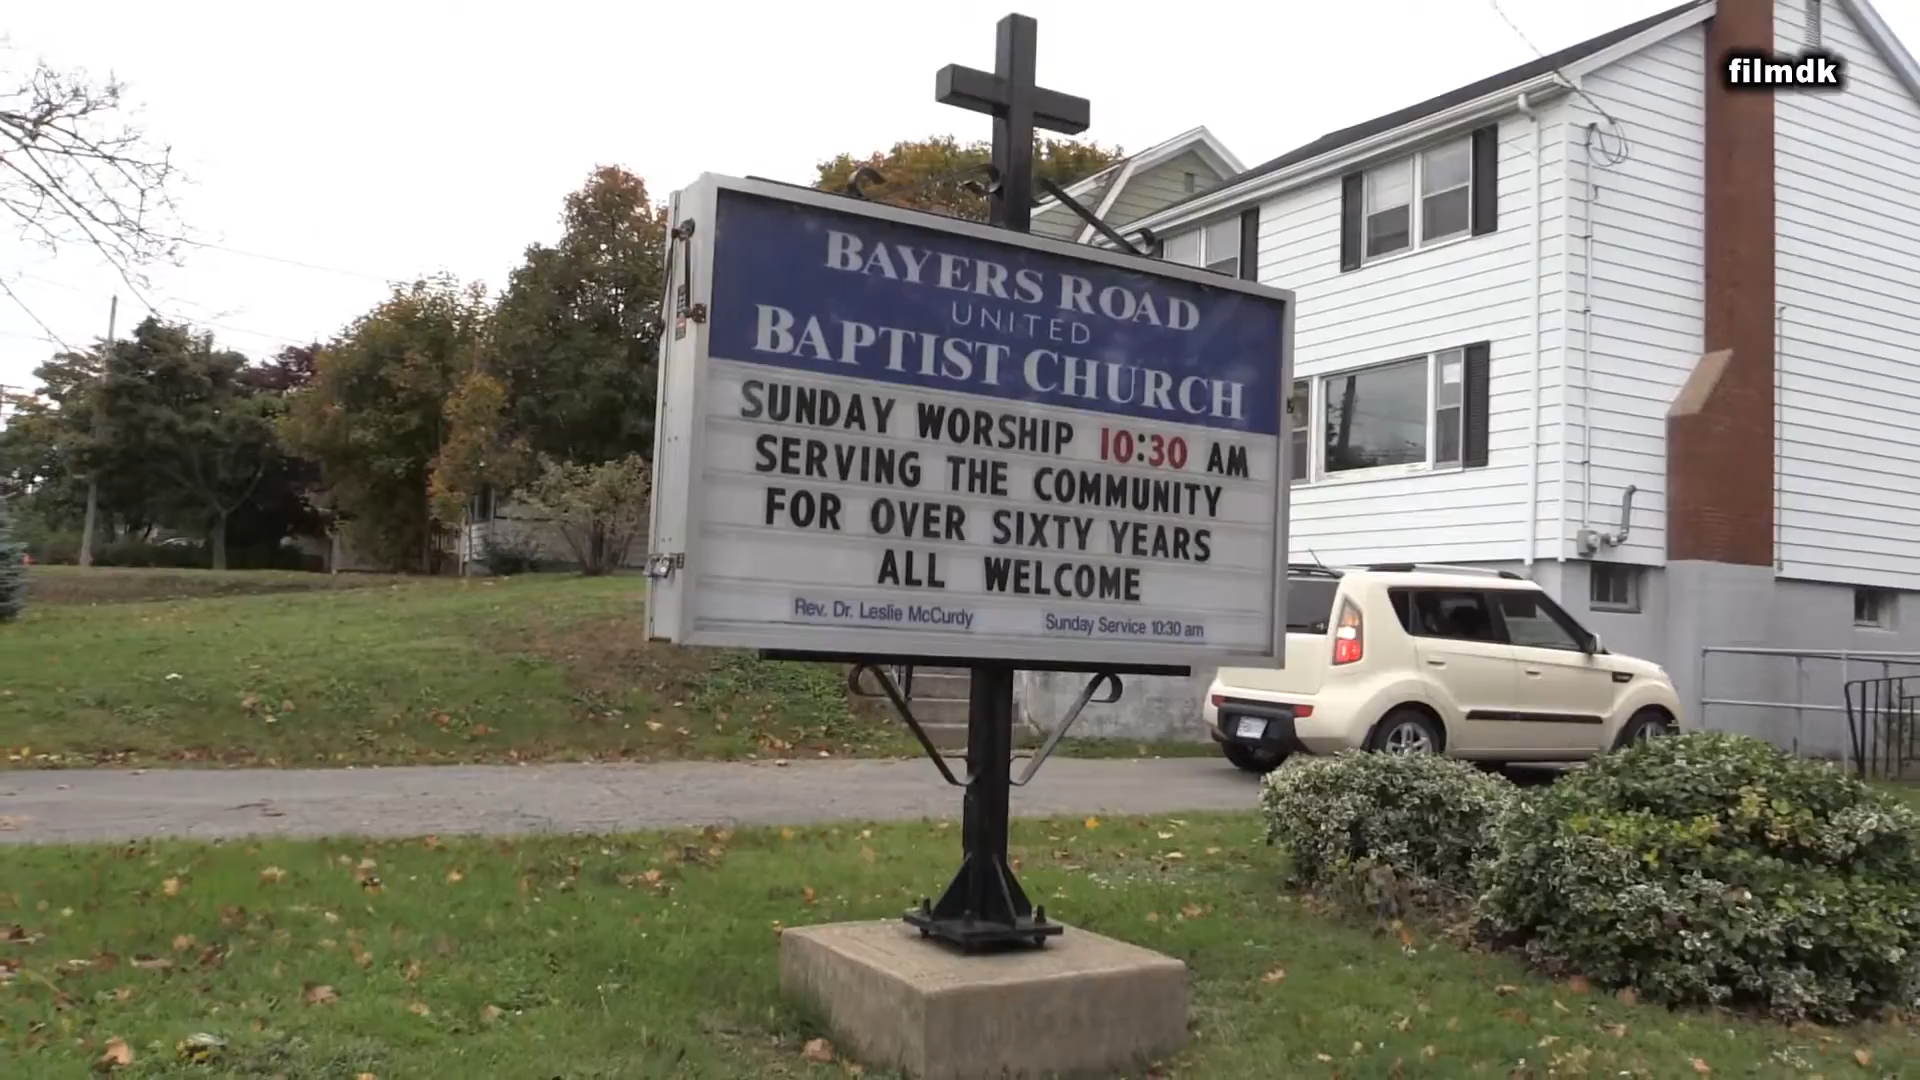 filmdk
BAYERS ROAD
UNITED
BAPTIST CHURCH
SUNDAY WORSHIP 10:30 AM
SERVING THE COMMUNITY
FOR OVER SIXTY YEARS
ALL WELCOME
Rev. Dr. Leslie McCurdy Sunday Service 10:30 am